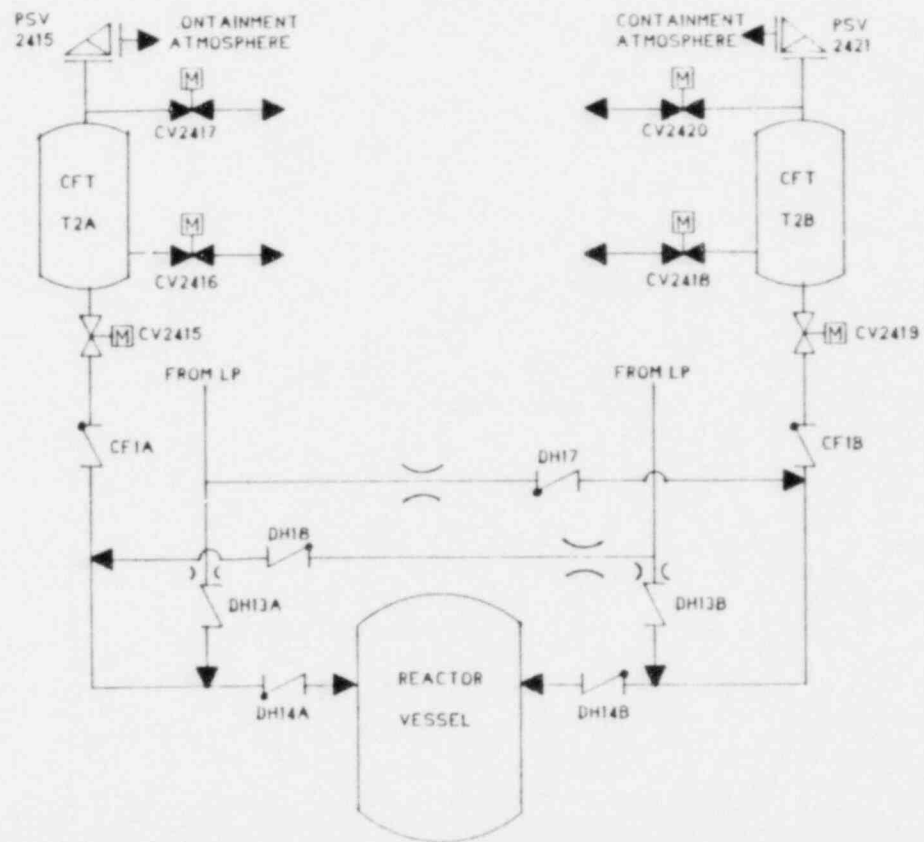 PSV
2415
ONTAINMENT
ATMOSPHERE
CONTAINMENT
ATMOSPHERE
PSV
2421
M
CV2417
M
CV2420
CFT
T2A
CFT
T2B
M
CV2416
M
CV2418
M CV2415
M CV2419
FROM LP
FROM LP
CF1A
CF1B
DH17
DH18
DH13A
DH13B
REACTOR
VESSEL
DH14A
DH14B